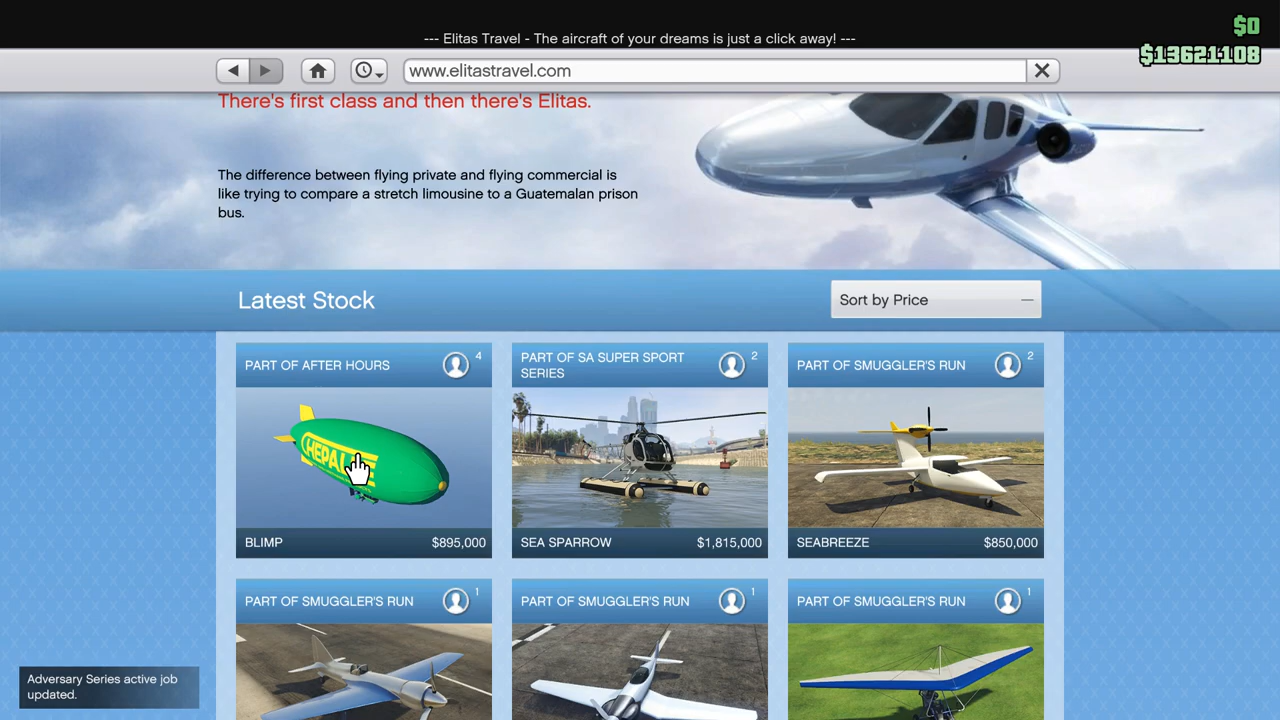 --- Elitas Travel - The aircraft of your dreams is just a click away! ---
$0
$13621108
www.elitastravel.com
There's first class and then there's Elitas.
The difference between flying private and flying commercial is
like trying to compare a stretch limousine to a Guatemalan prison
bus.
Latest Stock
Sort by Price
PART OF AFTER HOURS
4
PART OF SA SUPER SPORT
SERIES
2
PART OF SMUGGLER'S RUN
2
HEPAL
BLIMP
$895,000
SEA SPARROW
$1,815,000
SEABREEZE
$850,000
PART OF SMUGGLER'S RUN
1
PART OF SMUGGLER'S RUN
1
PART OF SMUGGLER'S RUN
1
Adversary Series active job
updated.